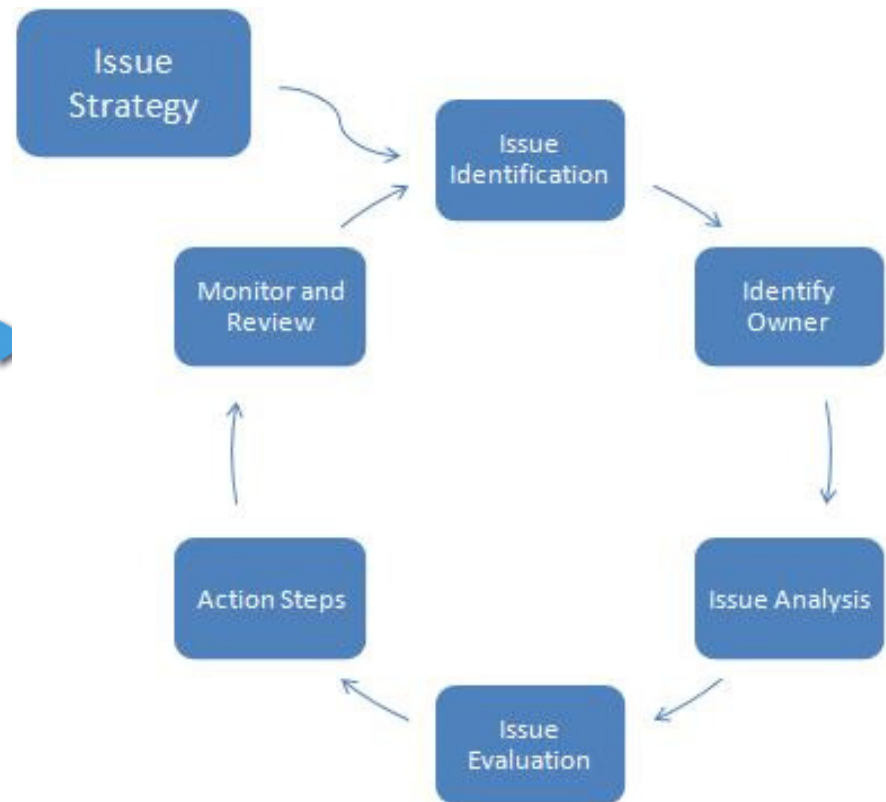 Issue
Strategy
Issue
Identification
Identify
Owner
Issue Analysis
Issue
Evaluation
Action Steps
Monitor and
Review